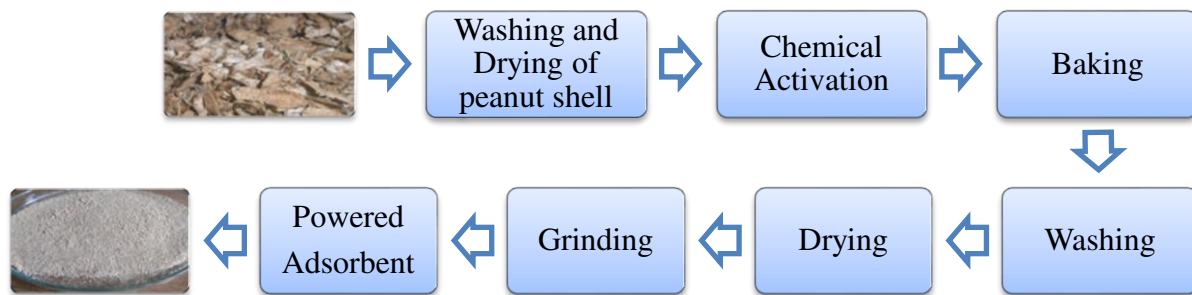 Washing and
Drying of
peanut shell
Chemical
Activation
Baking
Washing
Drying
Grinding
Powered
Adsorbent